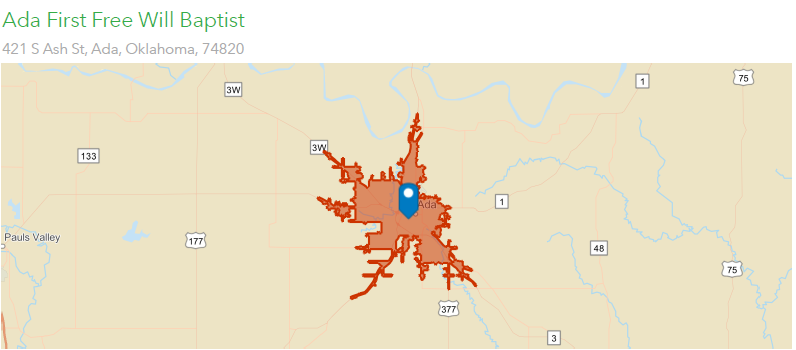 Ada First Free Will Baptist
421 S Ash St, Ada, Oklahoma, 74820
1
75
3W
3W
133
1
Ada
Pauls Valley
177
48
75
377
3